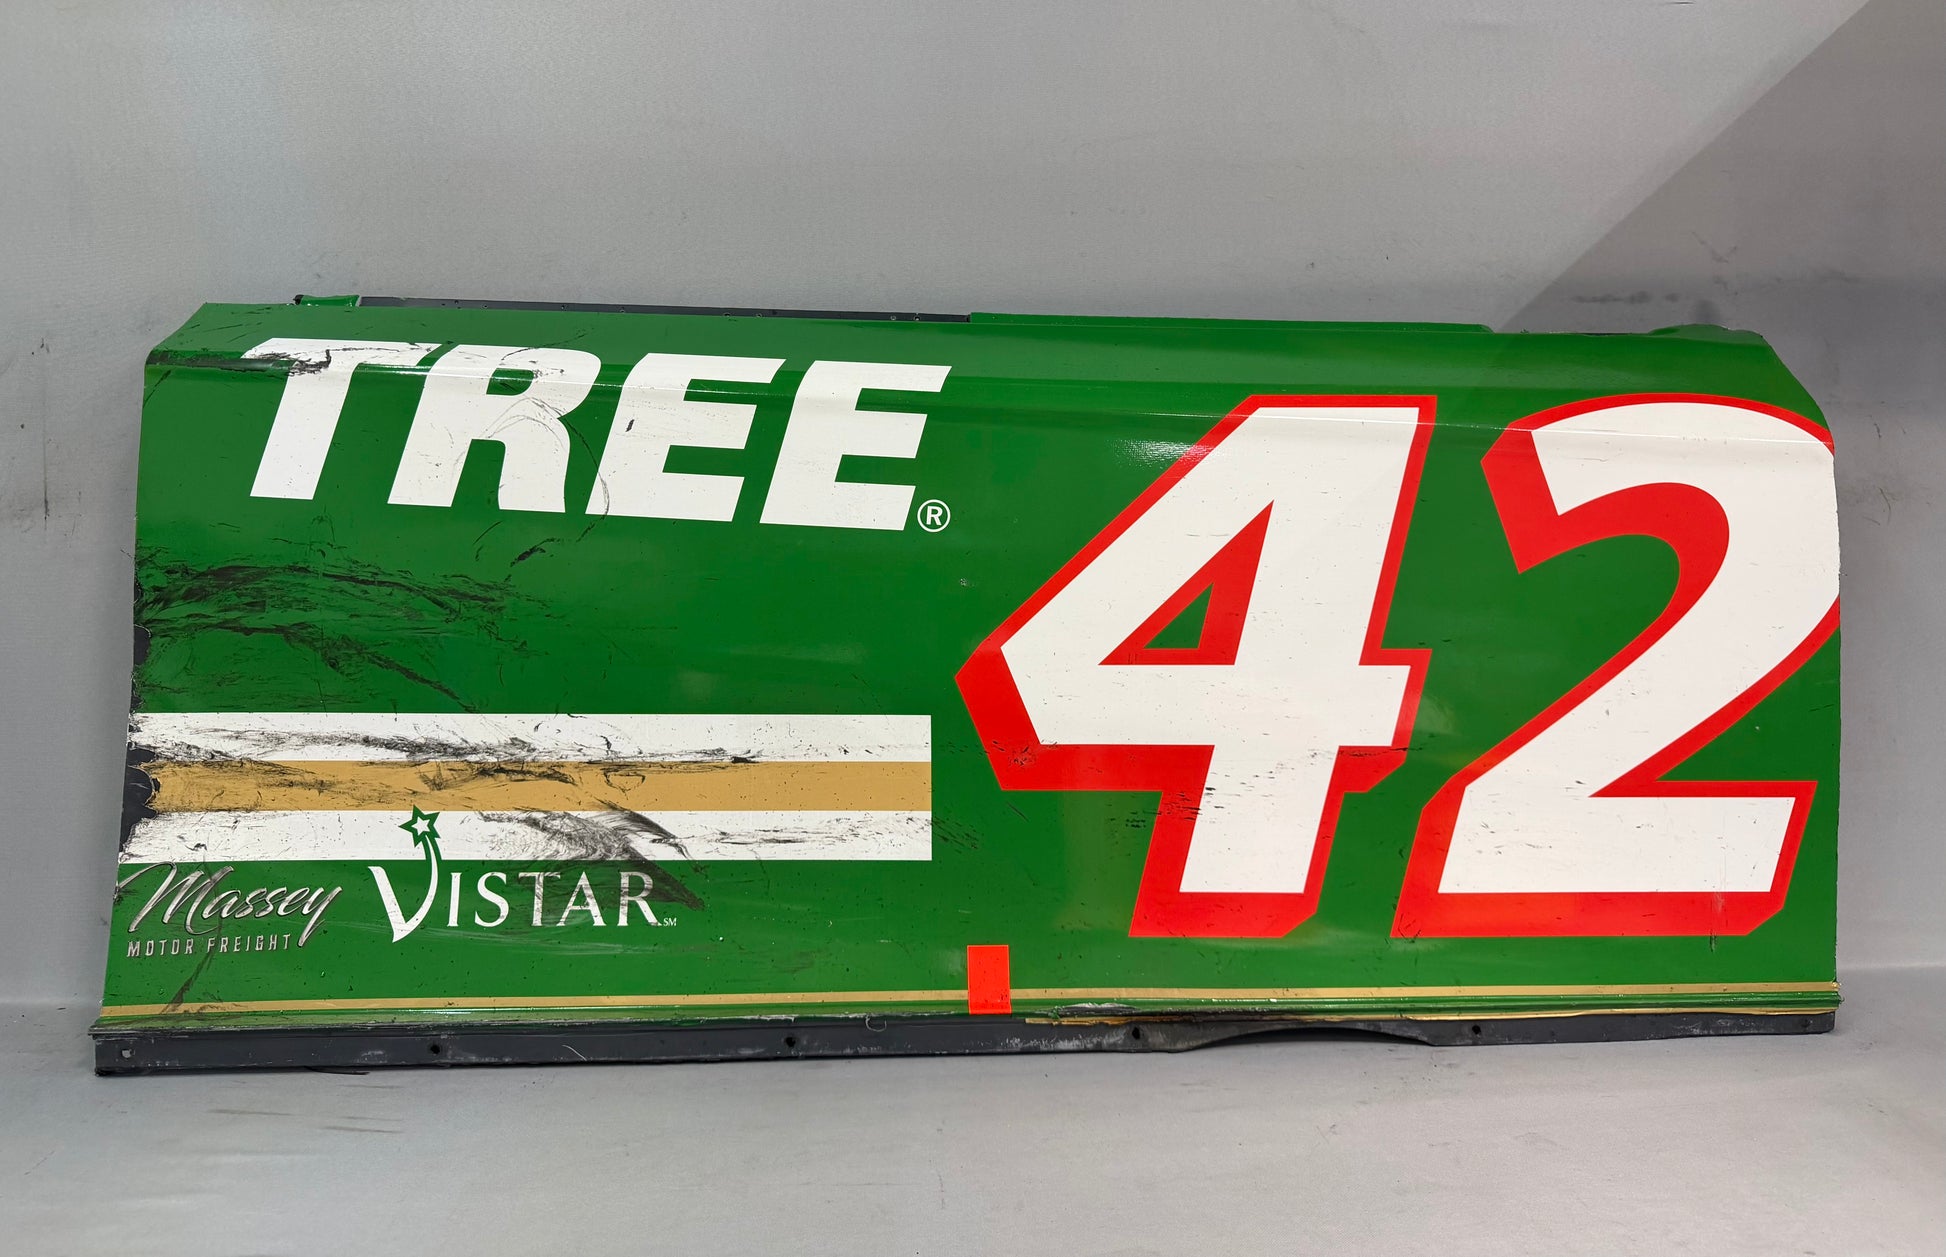 TREE®
42
Massey
MOTOR FREIGHT
VISTAR℠